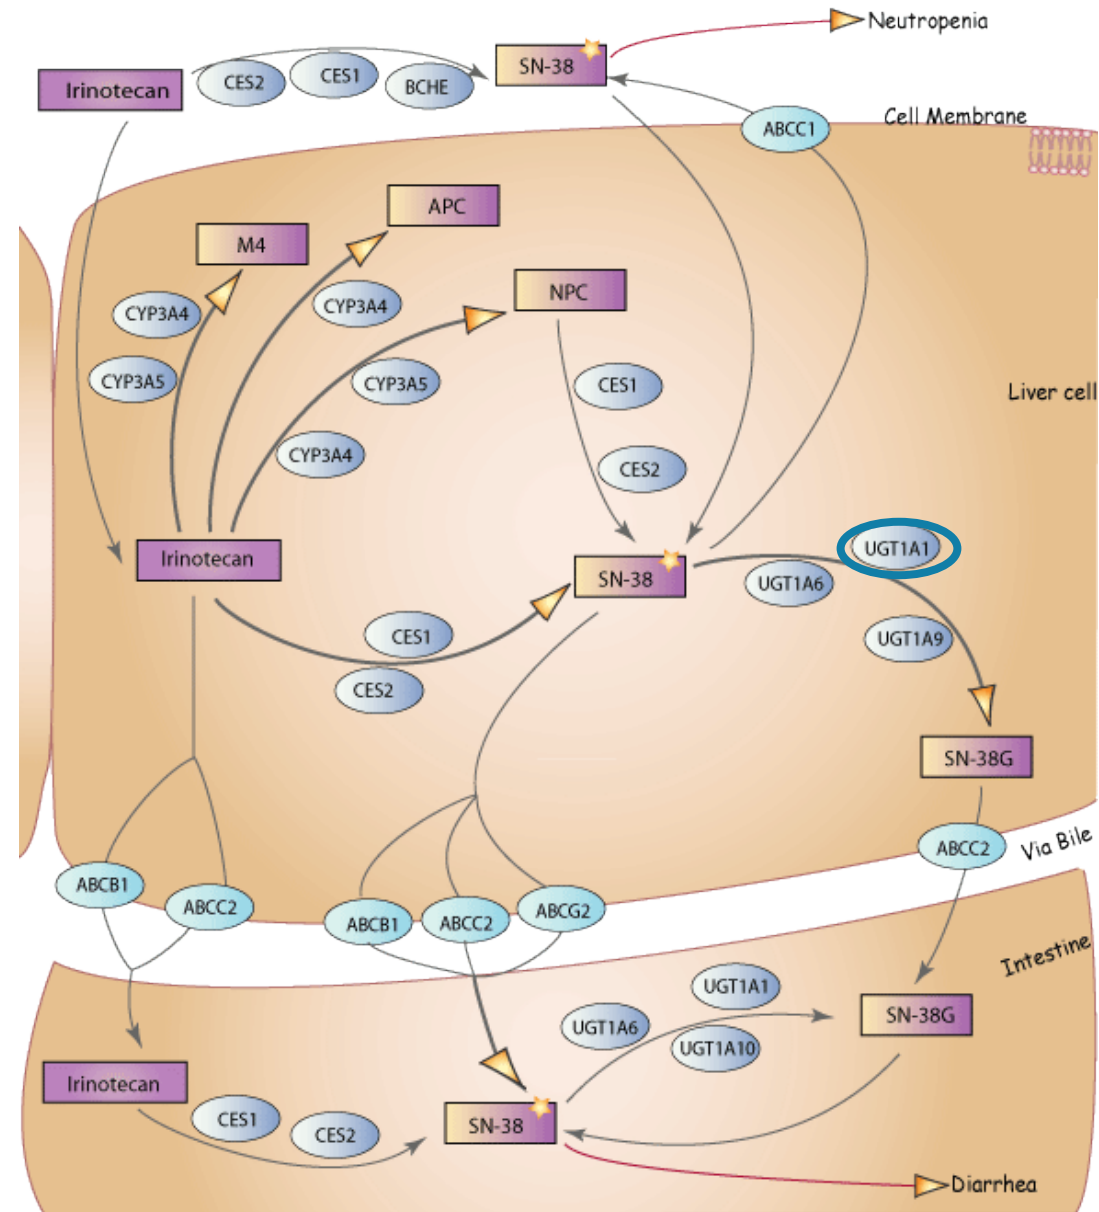 Neutropenia
SN-38
Irinotecan
CES2
CES1
BCHE
Cell Membrane
ABCC1
APC
M4
NPC
CYP3A4
CYP3A4
CYP3A5
CYP3A5
CES1
Liver cell
CYP3A4
CES2
Irinotecan
SN-38
UGT1A1
UGT1A6
CES1
UGT1A9
CES2
SN-38G
Via Bile
ABCC2
ABCB1
ABCC2
ABCB1
ABCC2
ABCG2
Intestine
UGT1A1
UGT1A6
SN-38G
UGT1A10
Irinotecan
CES1
CES2
SN-38
Diarrhea